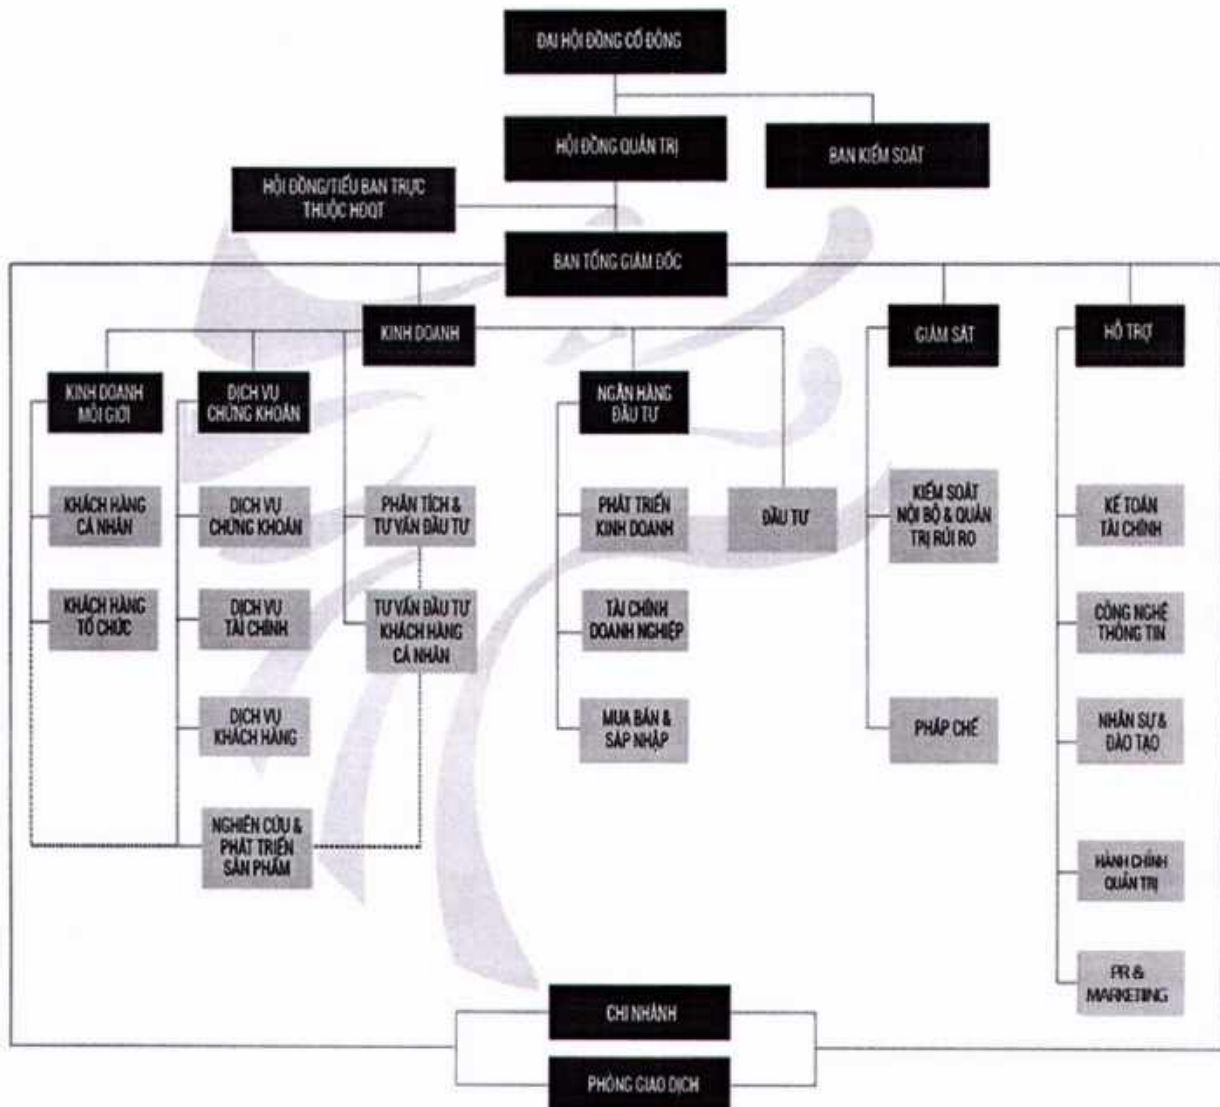 ĐẠI HỘI ĐỒNG CỔ ĐÔNG
HỘI ĐỒNG QUẢN TRỊ
BAN KIỂM SOÁT
HỘI ĐỒNG/TIỂU BAN TRỰC
THUỘC HĐQT
BAN TỔNG GIÁM ĐỐC
KINH DOANH
GIÁM SÁT
HỖ TRỢ
KINH DOANH
MÔI GIỚI
DỊCH VỤ
CHỨNG KHOÁN
NGÂN HÀNG
ĐẦU TƯ
KHÁCH HÀNG
CÁ NHÂN
DỊCH VỤ
CHỨNG KHOÁN
PHÂN TÍCH &
TƯ VẤN ĐẦU TƯ
PHÁT TRIỂN
KINH DOANH
ĐẦU TƯ
KIỂM SOÁT
NỘI BỘ & QUẢN
TRỊ RỦI RO
KẾ TOÁN
TÀI CHÍNH
KHÁCH HÀNG
TỔ CHỨC
DỊCH VỤ
TÀI CHÍNH
TƯ VẤN ĐẦU TƯ
KHÁCH HÀNG
CÁ NHÂN
TÀI CHÍNH
DOANH NGHIỆP
CÔNG NGHỆ
THÔNG TIN
DỊCH VỤ
KHÁCH HÀNG
MUA BÁN &
SÁP NHẬP
PHÁP CHẾ
NHÂN SỰ &
ĐÀO TẠO
NGHIÊN CỨU &
PHÁT TRIỂN
SẢN PHẨM
HÀNH CHÍNH
QUẢN TRỊ
PR &
MARKETING
CHI NHÁNH
PHÒNG GIAO DỊCH